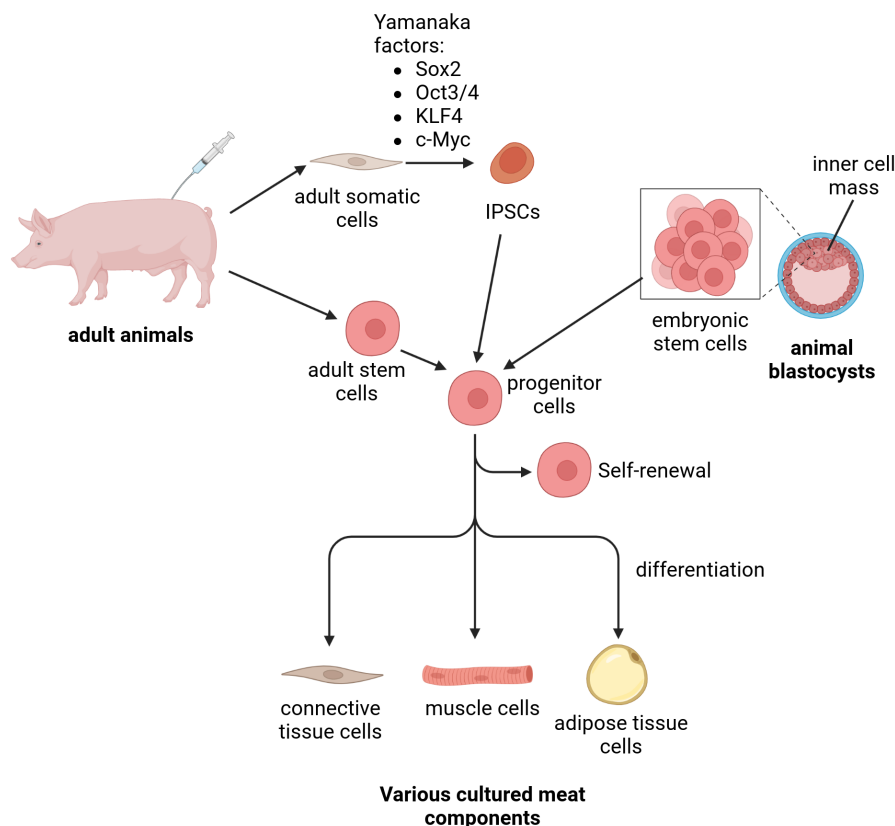 Yamanaka
factors:
● Sox2
● Oct3/4
● KLF4
● c-Myc
adult somatic
cells
IPSCs
inner cell
mass
adult animals
embryonic
stem cells
animal
blastocysts
adult stem
cells
progenitor
cells
Self-renewal
differentiation
connective
tissue cells
muscle cells
adipose tissue
cells
Various cultured meat
components